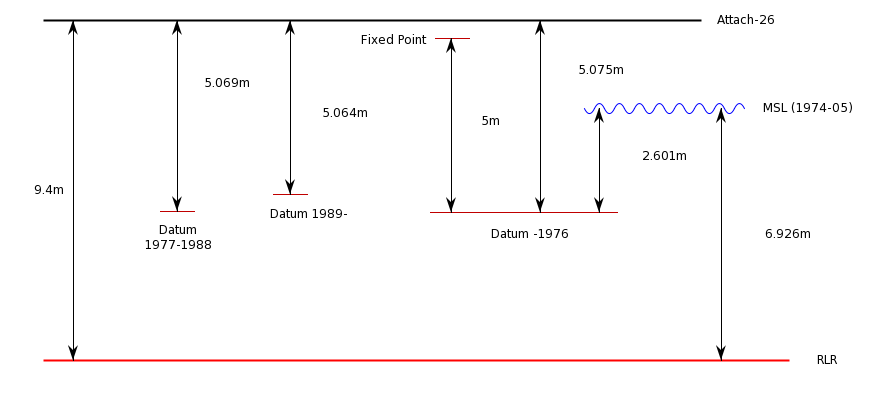 Attach-26
Fixed Point
5.069m
5.064m
5m
5.075m
MSL (1974-05)
2.601m
9.4m
Datum
1977-1988
Datum 1989-
Datum -1976
6.926m
RLR